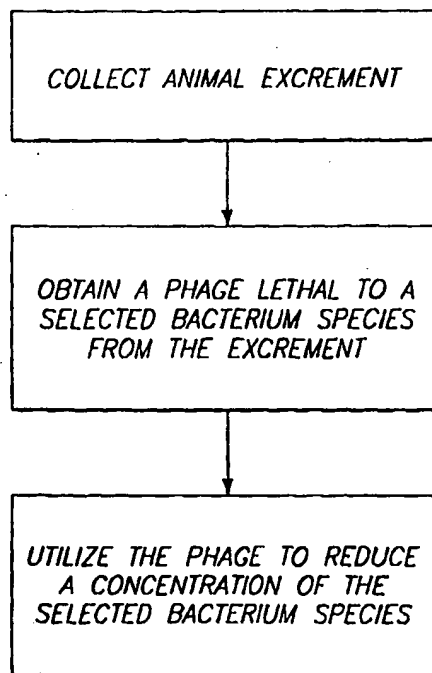 COLLECT ANIMAL EXCREMENT
OBTAIN A PHAGE LETHAL TO A
SELECTED BACTERIUM SPECIES
FROM THE EXCREMENT
UTILIZE THE PHAGE TO REDUCE
A CONCENTRATION OF THE
SELECTED BACTERIUM SPECIES